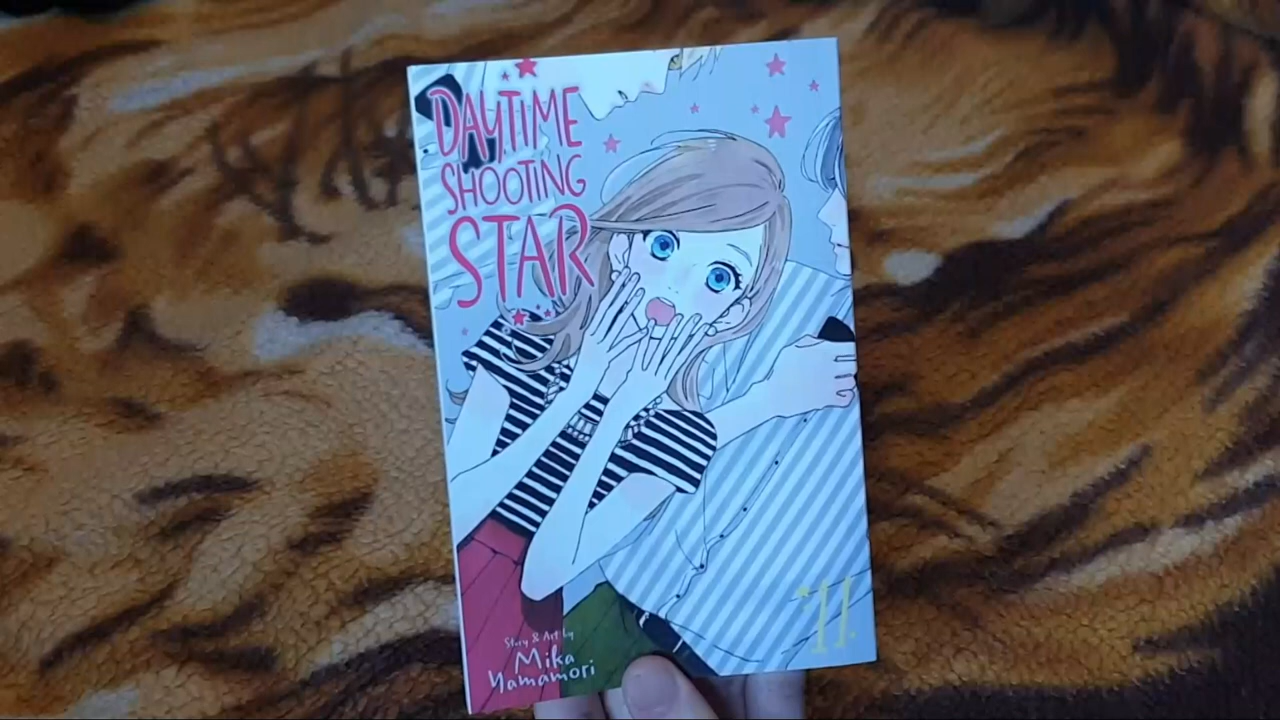 DAYTIME
SHOOTING
STAR
11
Story & Art by
Mika
Yamamori